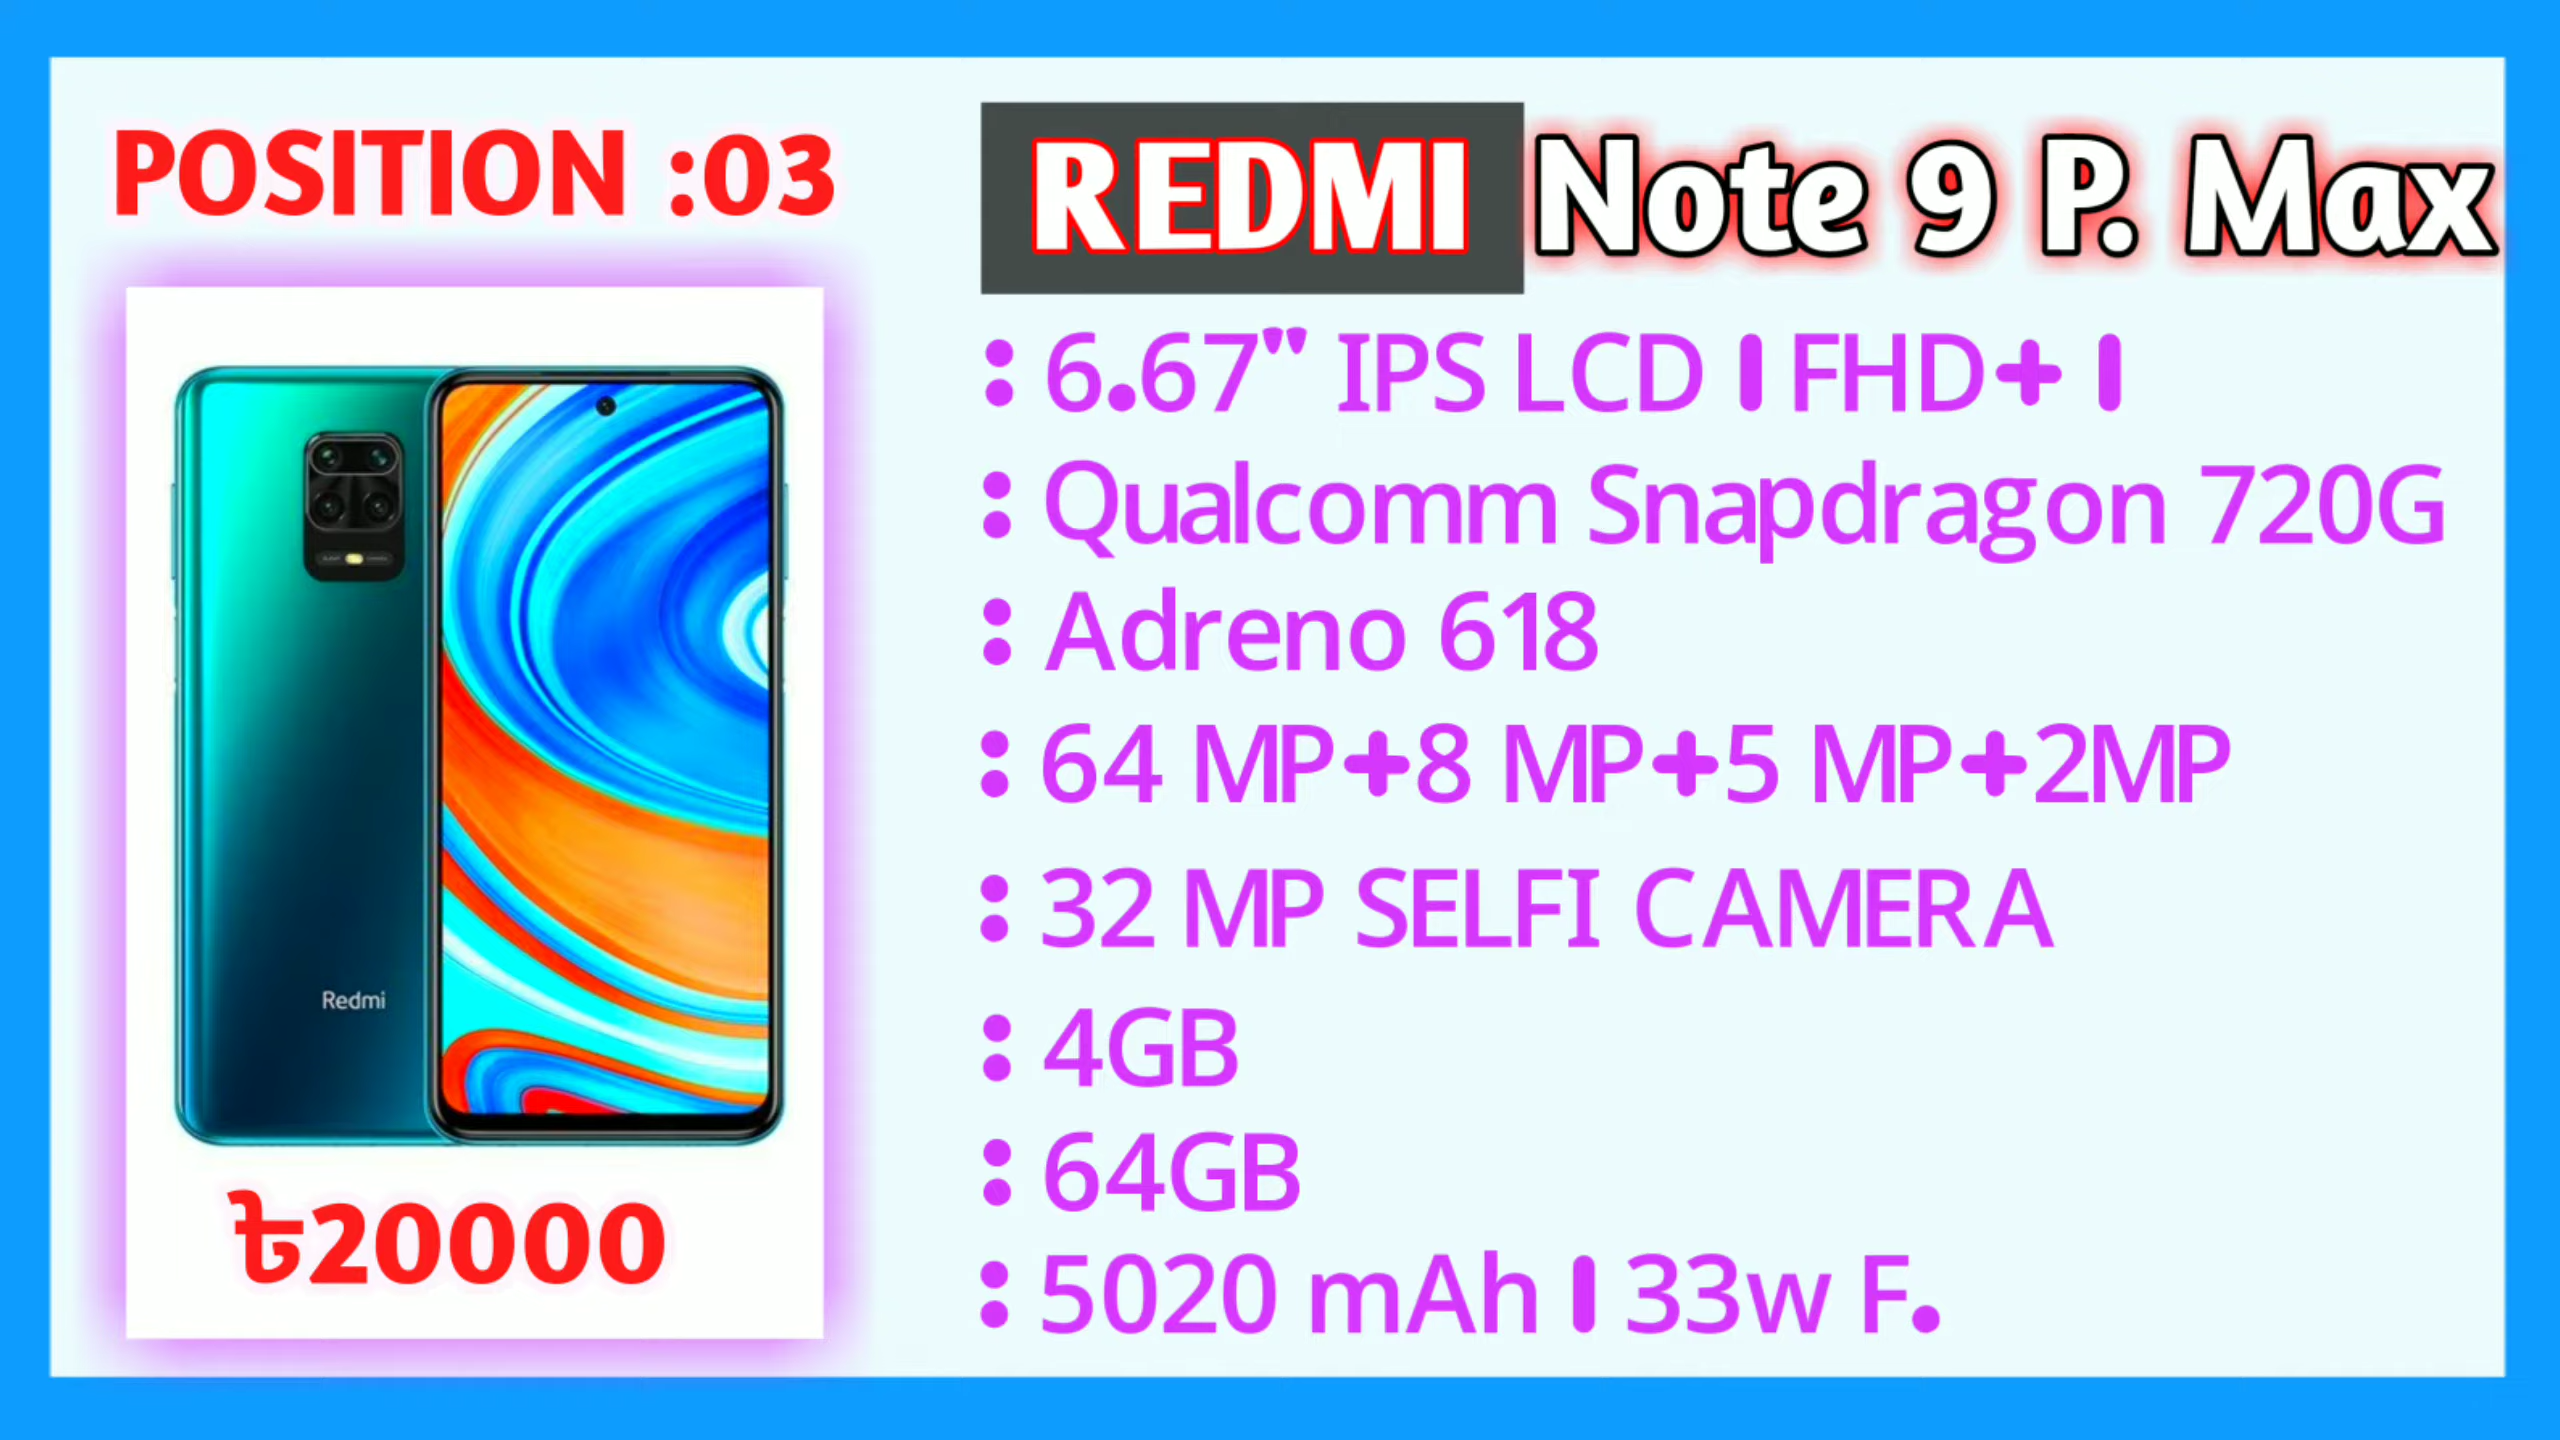 POSITION :03
REDMI Note 9 P. Max
: 6.67" IPS LCD I FHD+ I
: Qualcomm Snapdragon 720G
: Adreno 618
: 64 MP+8 MP+5 MP+2MP
: 32 MP SELFI CAMERA
: 4GB
: 64GB
: 5020 mAh I 33w F.
Redmi
৳20000